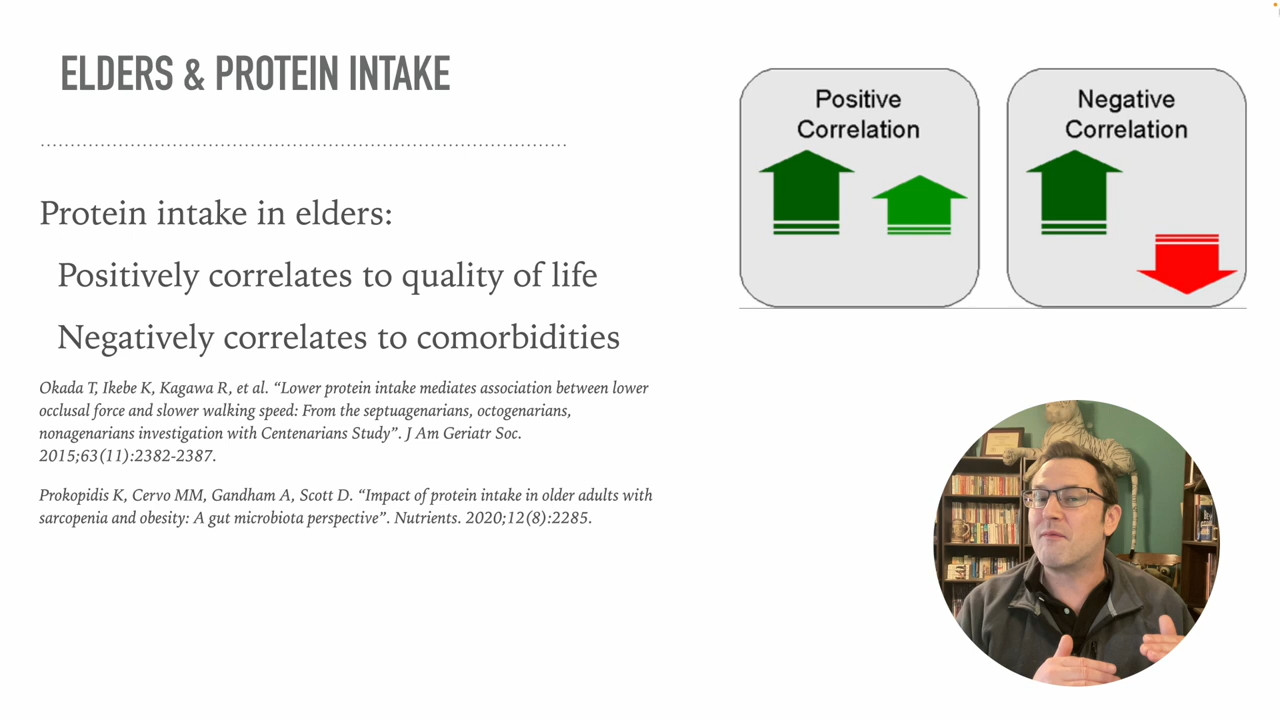 ELDERS & PROTEIN INTAKE
Protein intake in elders:
Positively correlates to quality of life
Negatively correlates to comorbidities
Okada T, Ikebe K, Kagawa R, et al. “Lower protein intake mediates association between lower
occlusal force and slower walking speed: From the septuagenarians, octogenarians,
nonagenarians investigation with Centenarians Study”. J Am Geriatr Soc.
2015;63(11):2382-2387.
Prokopidis K, Cervo MM, Gandham A, Scott D. “Impact of protein intake in older adults with
sarcopenia and obesity: A gut microbiota perspective”. Nutrients. 2020;12(8):2285.
Positive
Correlation
Negative
Correlation